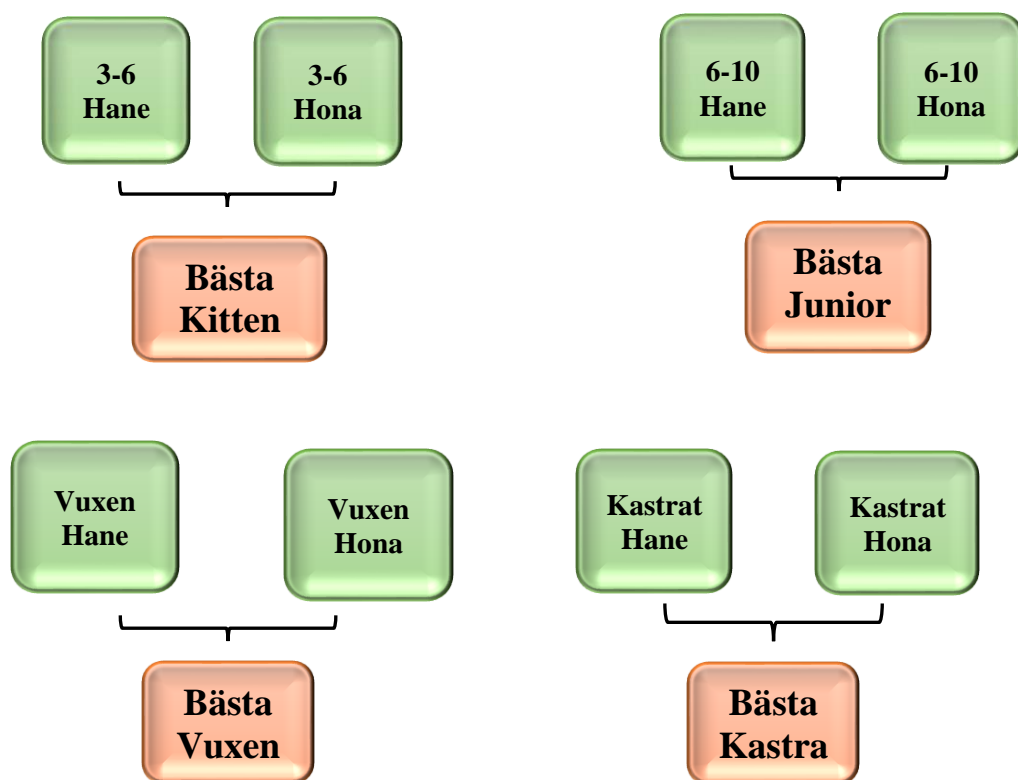 3-6
Hane
3-6
Hona
6-10
Hane
6-10
Hona
Bästa
Kitten
Bästa
Junior
Vuxen
Hane
Vuxen
Hona
Kastrat
Hane
Kastrat
Hona
Bästa
Vuxen
Bästa
Kastra